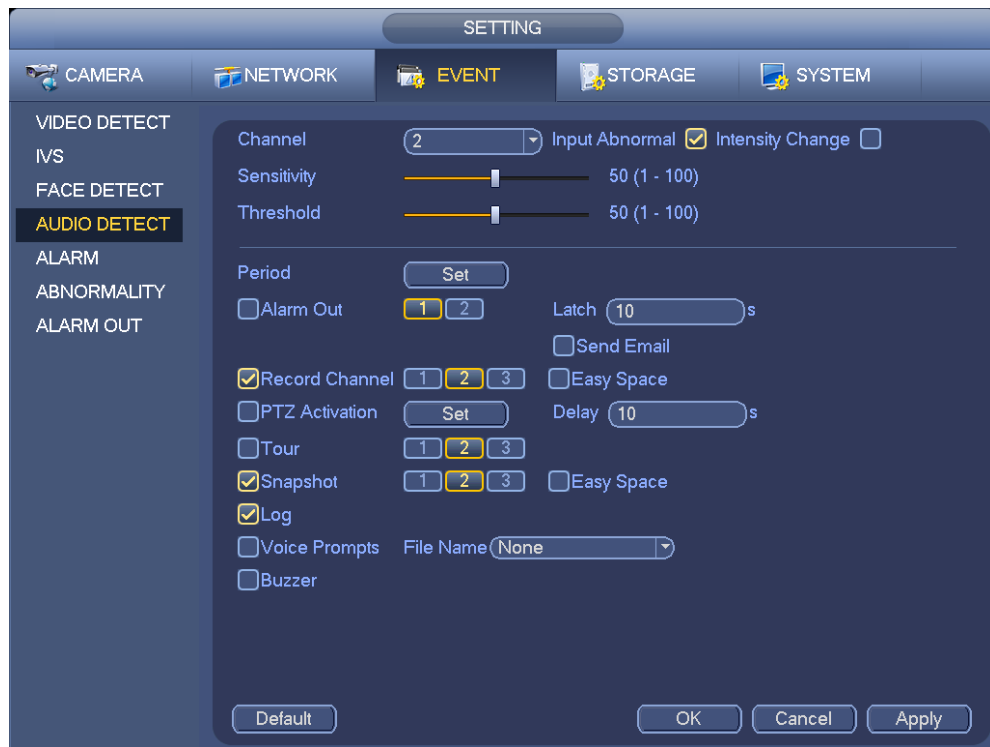 SETTING
CAMERA NETWORK EVENT STORAGE SYSTEM
VIDEO DETECT
IVS
FACE DETECT
AUDIO DETECT
ALARM
ABNORMALITY
ALARM OUT
Channel 2 Input Abnormal Intensity Change
Sensitivity 50 (1 - 100)
Threshold 50 (1 - 100)
Period Set
Alarm Out 1 2 Latch 10 s
Send Email
Record Channel 1 2 3 Easy Space
PTZ Activation Set Delay 10 s
Tour 1 2 3
Snapshot 1 2 3 Easy Space
Log
Voice Prompts File Name None
Buzzer
Default OK Cancel Apply